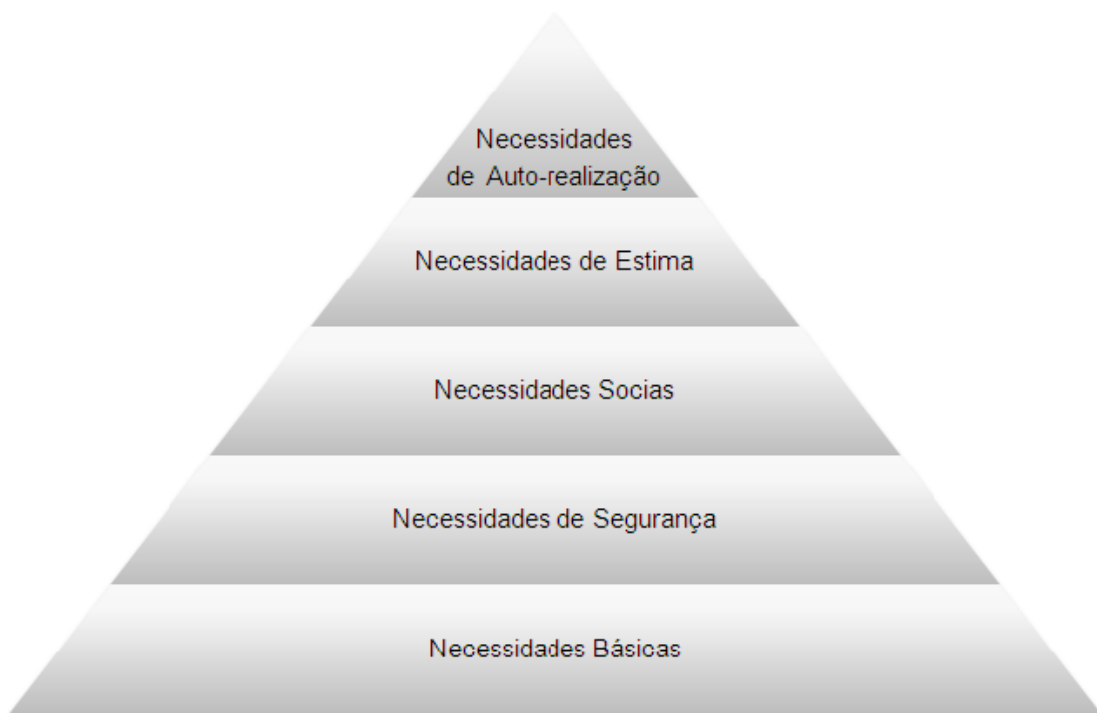 Necessidades
de Auto-realização
Necessidades de Estima
Necessidades Socias
Necessidades de Segurança
Necessidades Básicas